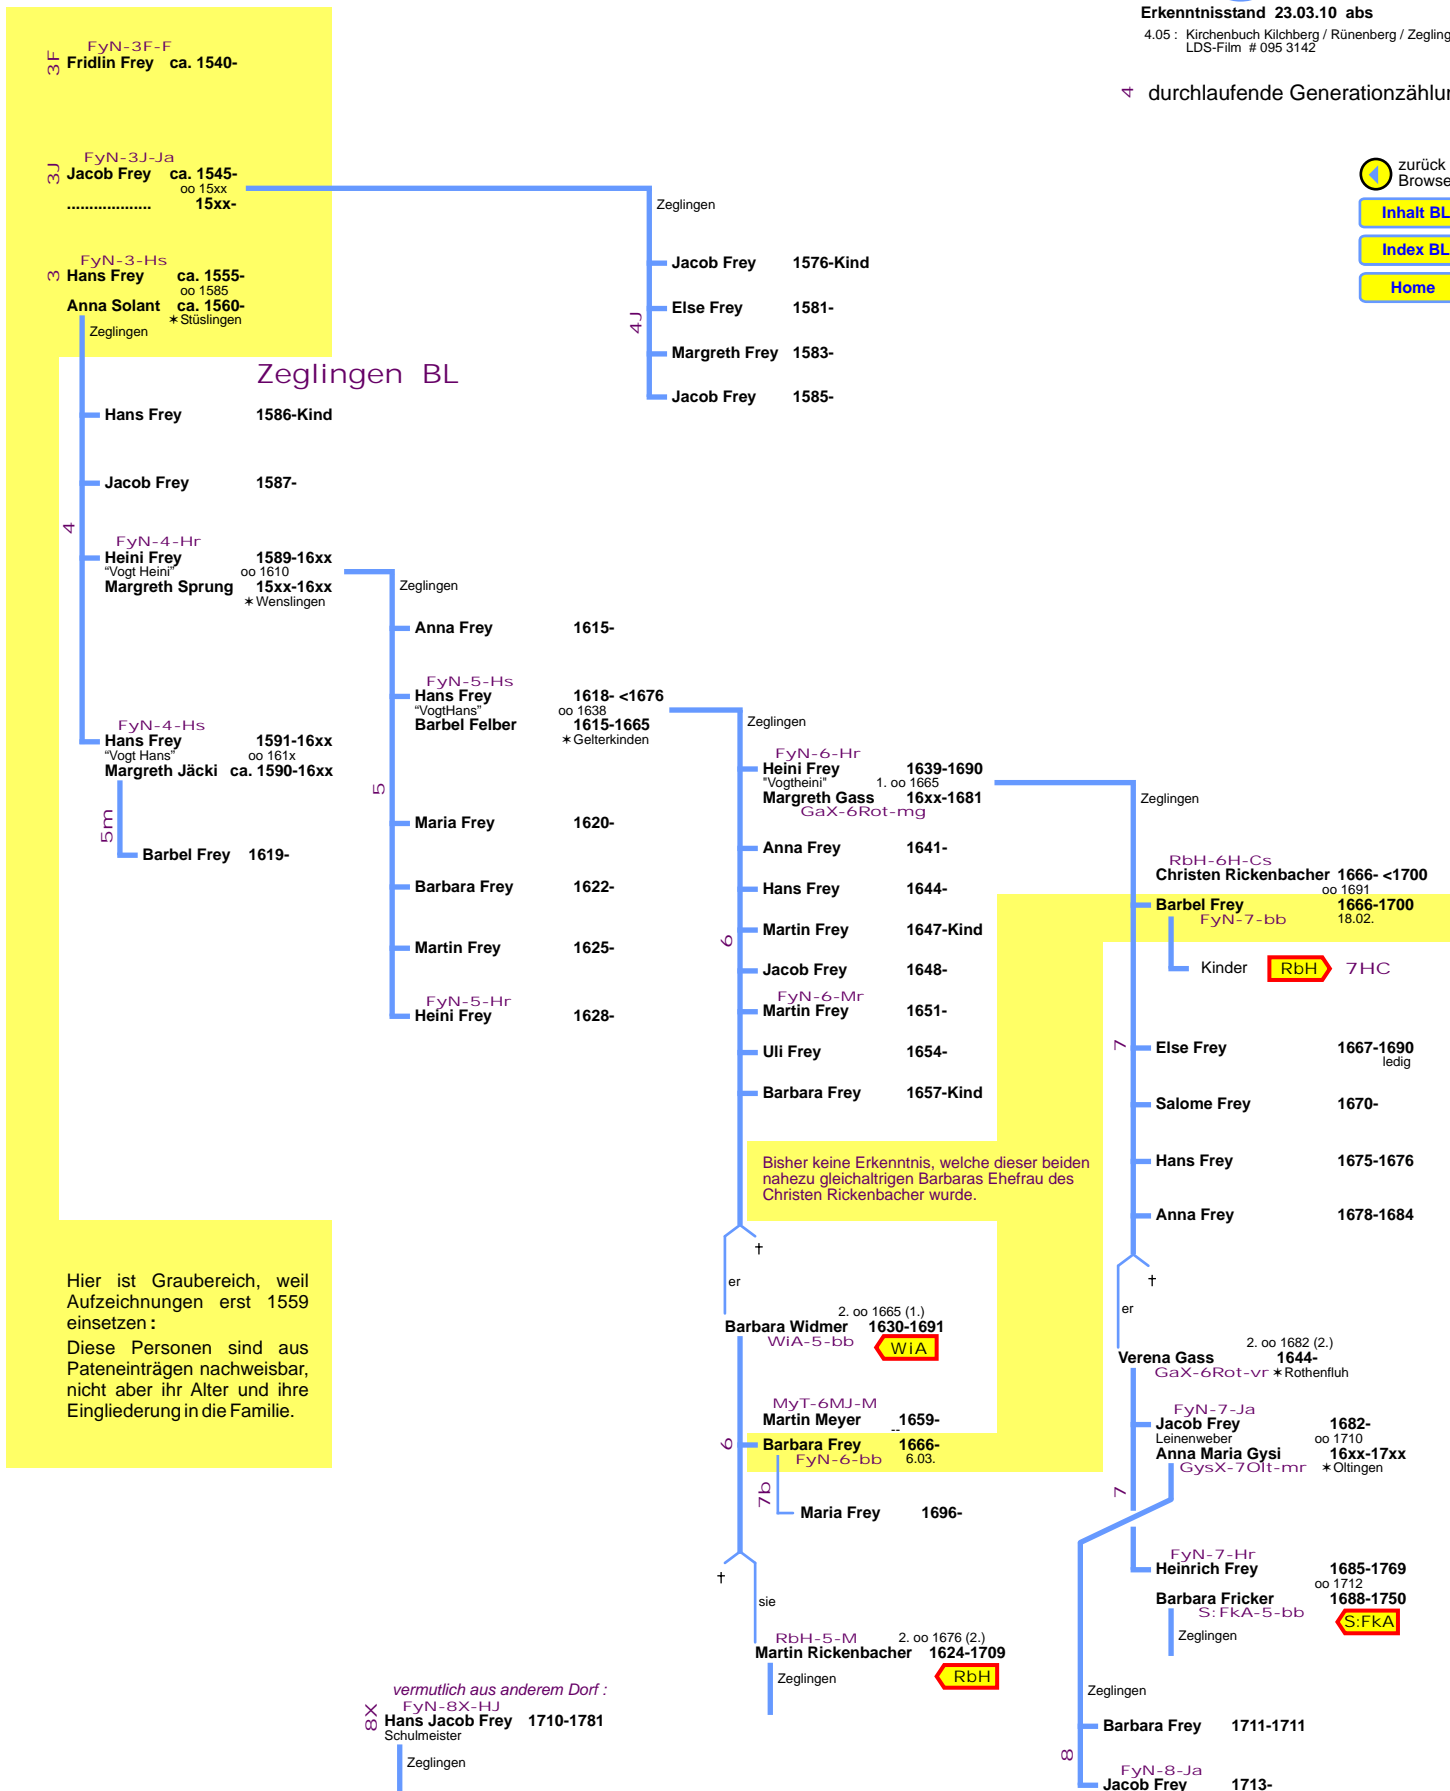 Erkenntnisstand 23.03.10 abs
4.05 : Kirchenbuch Kilchberg / Rünenberg / Zegling
LDS-Film # 095 3142
4 durchlaufende Generationzählu
zurück
Browse
Inhalt BL
Index BL
Home
FyN-3F-F
3F Fridlin Frey ca. 1540-
FyN-3J-Ja
3J Jacob Frey ca. 1545-
oo 15xx
................... 15xx-
FyN-3-Hs
3 Hans Frey ca. 1555-
oo 1585
Anna Solant ca. 1560-
∗ Stüslingen
Zeglingen
Zeglingen BL
Zeglingen
4J
Jacob Frey 1576-Kind
Else Frey 1581-
Margreth Frey 1583-
Jacob Frey 1585-
4
Hans Frey 1586-Kind
Jacob Frey 1587-
FyN-4-Hr
Heini Frey 1589-16xx
"Vogt Heini" oo 1610
Margreth Sprung 15xx-16xx
∗ Wenslingen
FyN-4-Hs
Hans Frey 1591-16xx
"Vogt Hans" oo 161x
Margreth Jäcki ca. 1590-16xx
5m
Barbel Frey 1619-
Zeglingen
5
Anna Frey 1615-
FyN-5-Hs
Hans Frey 1618- <1676
"VogtHans" oo 1638
Barbel Felber 1615-1665
∗ Gelterkinden
Maria Frey 1620-
Barbara Frey 1622-
Martin Frey 1625-
FyN-5-Hr
Heini Frey 1628-
Zeglingen
6
FyN-6-Hr
Heini Frey 1639-1690
"Vogtheini" 1. oo 1665
Margreth Gass 16xx-1681
GaX-6Rot-mg
Anna Frey 1641-
Hans Frey 1644-
Martin Frey 1647-Kind
Jacob Frey 1648-
FyN-6-Mr
Martin Frey 1651-
Uli Frey 1654-
Barbara Frey 1657-Kind
Bisher keine Erkenntnis, welche dieser beiden
nahezu gleichaltrigen Barbaras Ehefrau des
Christen Rickenbacher wurde.
†
er
2. oo 1665 (1.)
Barbara Widmer 1630-1691
WiA-5-bb WiA
MyT-6MJ-M
Martin Meyer 1659-
--
6 Barbara Frey 1666-
FyN-6-bb 6.03.
7b
Maria Frey 1696-
†
sie
RbH-5-M 2. oo 1676 (2.)
Martin Rickenbacher 1624-1709
Zeglingen RbH
Zeglingen
7
RbH-6H-Cs
Christen Rickenbacher 1666- <1700
oo 1691
Barbel Frey 1666-1700
FyN-7-bb 18.02.
Kinder RbH 7HC
Else Frey 1667-1690
ledig
Salome Frey 1670-
Hans Frey 1675-1676
Anna Frey 1678-1684
†
er
2. oo 1682 (2.)
Verena Gass 1644-
GaX-6Rot-vr ∗ Rothenfluh
7
FyN-7-Ja
Jacob Frey 1682-
Leinenweber oo 1710
Anna Maria Gysi 16xx-17xx
GysX-7Olt-mr ∗ Oltingen
FyN-7-Hr
Heinrich Frey 1685-1769
oo 1712
Barbara Fricker 1688-1750
S:FkA-5-bb S:FkA
Zeglingen
Zeglingen
8
Barbara Frey 1711-1711
FyN-8-Ja
Jacob Frey 1713-
Hier ist Graubereich, weil
Aufzeichnungen erst 1559
einsetzen :
Diese Personen sind aus
Pateneinträgen nachweisbar,
nicht aber ihr Alter und ihre
Eingliederung in die Familie.
vermutlich aus anderem Dorf :
FyN-8X-HJ
8X Hans Jacob Frey 1710-1781
Schulmeister
Zeglingen